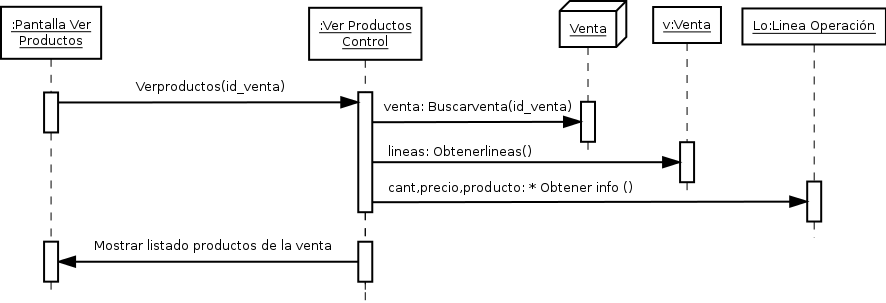 :Pantalla Ver
Productos
:Ver Productos
Control
Venta
v:Venta
Lo:Linea Operación
Verproductos(id_venta)
venta: Buscarventa(id_venta)
lineas: Obtenerlineas()
cant,precio,producto: * Obtener info ()
Mostrar listado productos de la venta